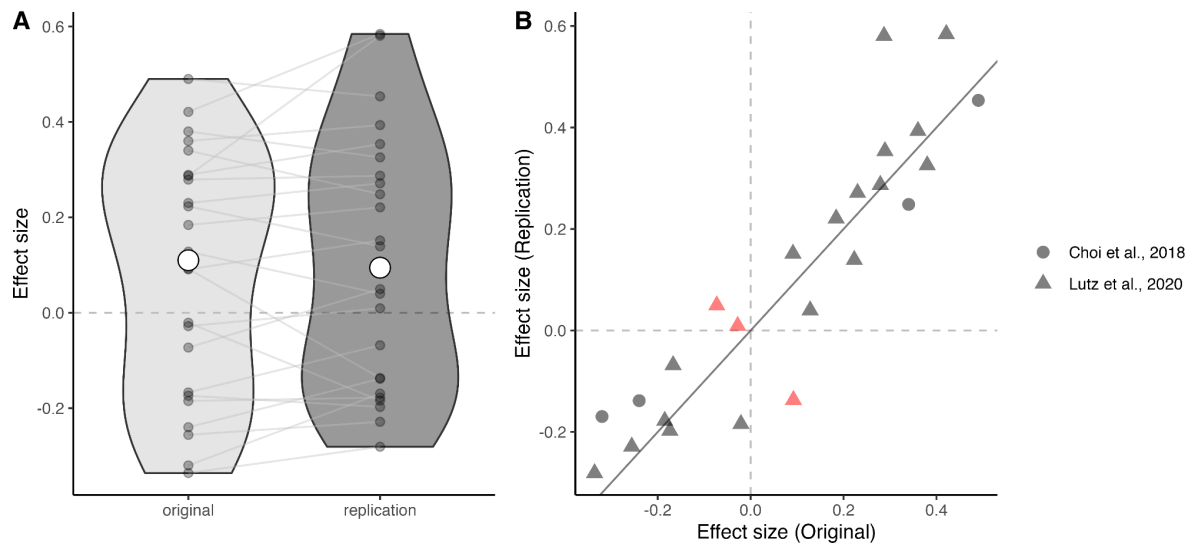 A
Effect size
0.6
0.4
0.2
0.0
-0.2
original
replication
B
Effect size (Replication)
0.6
0.4
0.2
0.0
-0.2
-0.2
0.0
0.2
0.4
Effect size (Original)
Choi et al., 2018
Lutz et al., 2020